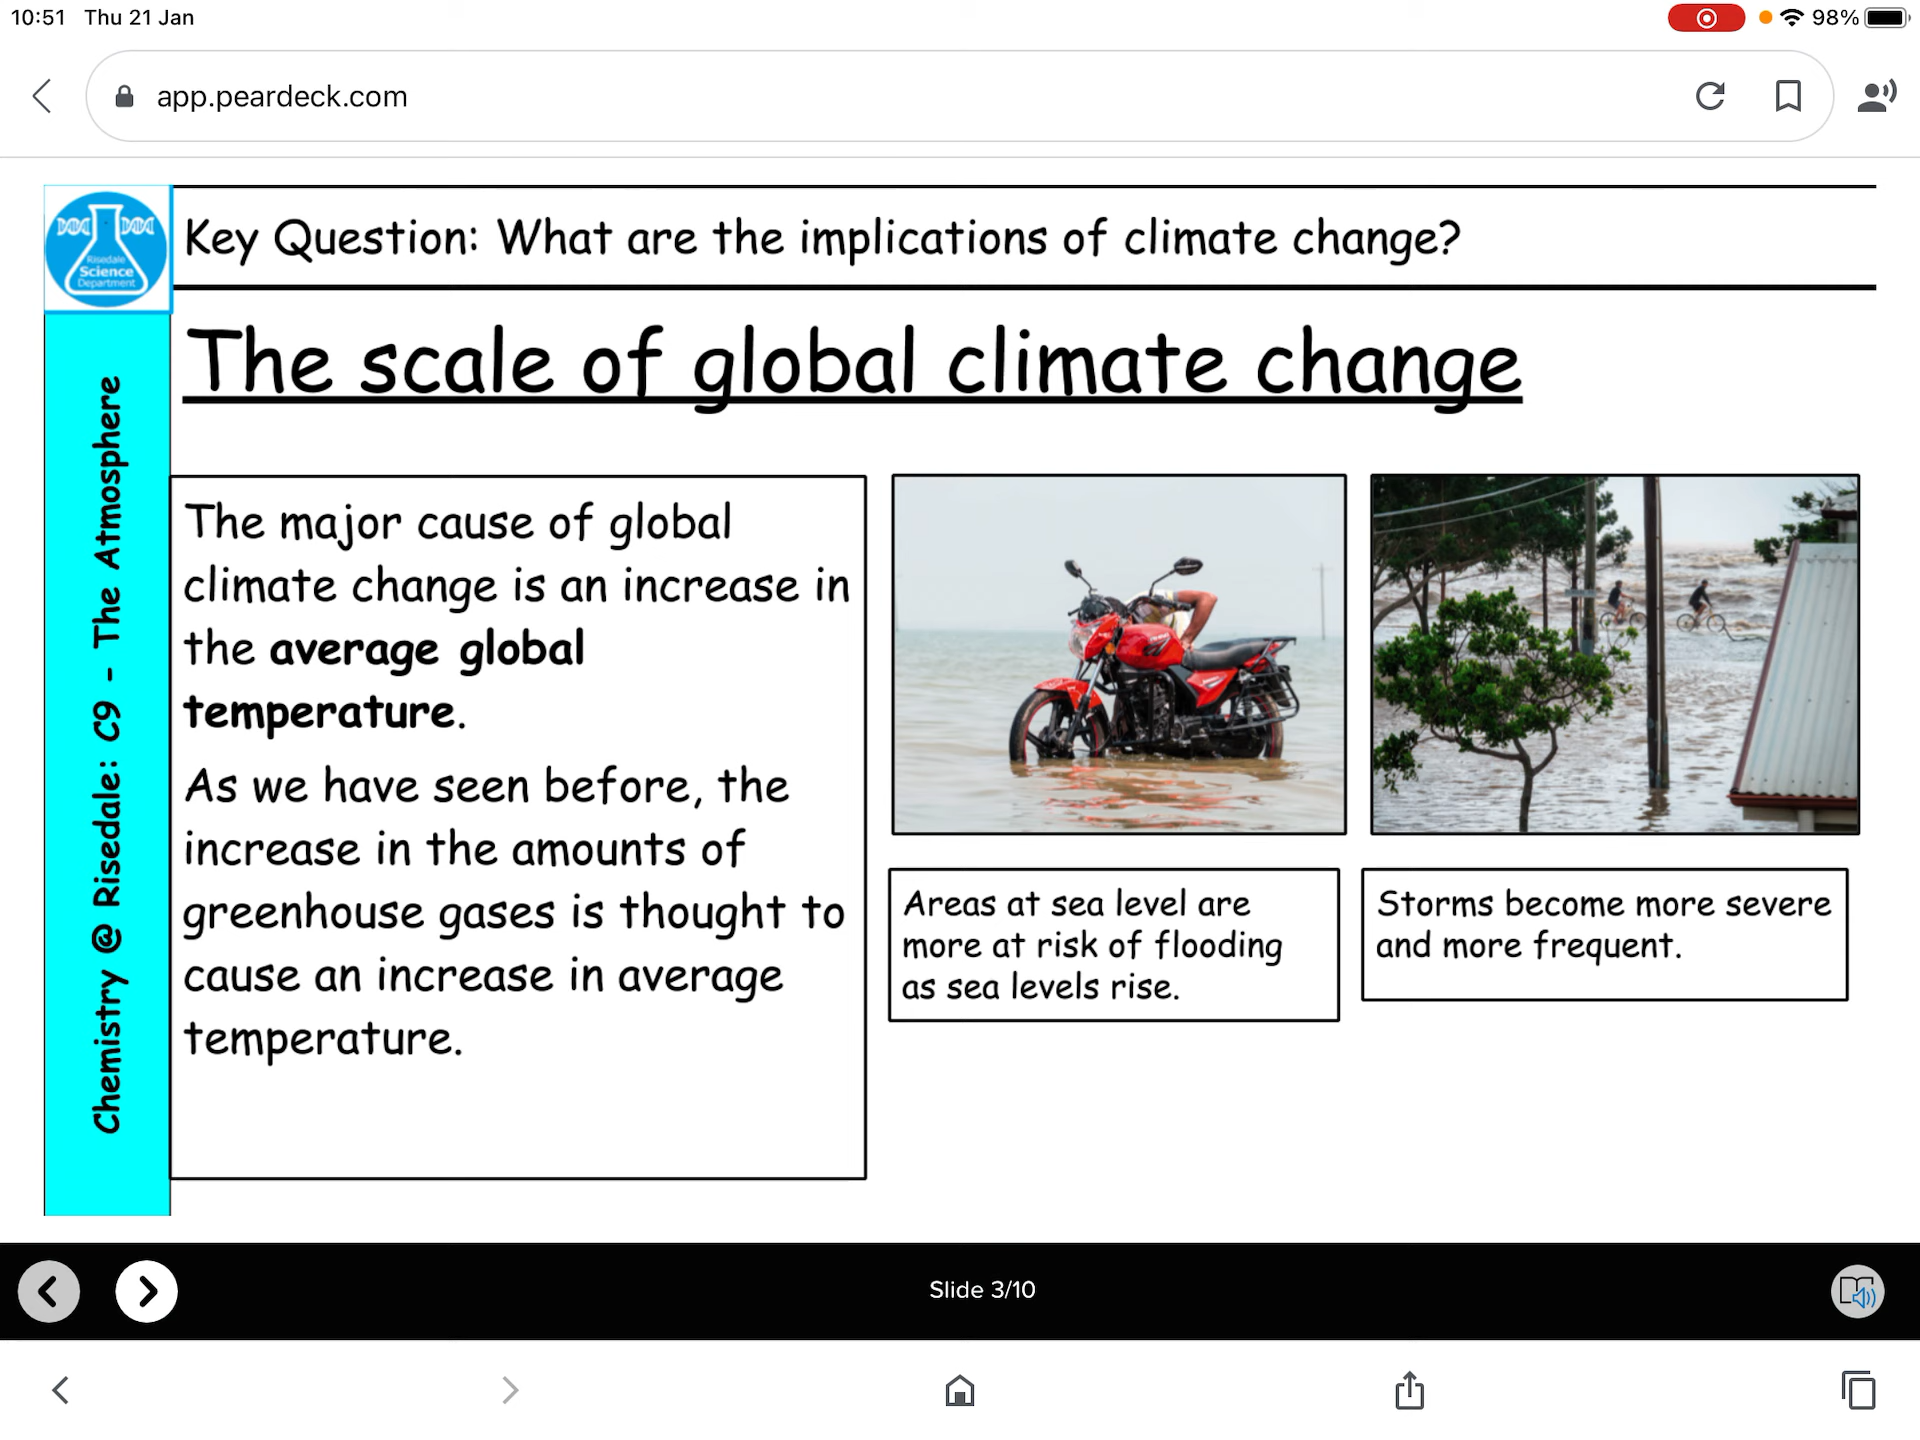 10:51 Thu 21 Jan
98%
app.peardeck.com
Risedale
Science
Department
Key Question: What are the implications of climate change?
The scale of global climate change
Chemistry @ Risedale: C9 - The Atmosphere
The major cause of global
climate change is an increase in
the average global
temperature.
As we have seen before, the
increase in the amounts of
greenhouse gases is thought to
cause an increase in average
temperature.
Areas at sea level are
more at risk of flooding
as sea levels rise.
Storms become more severe
and more frequent.
Slide 3/10